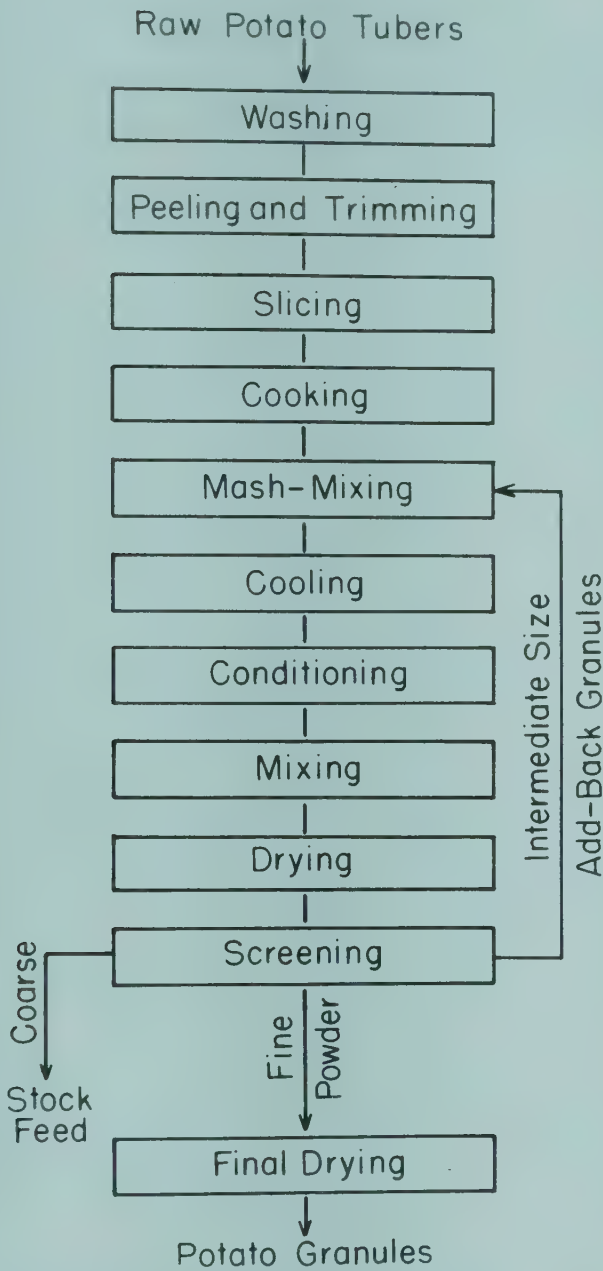 Raw Potato Tubers
Washing
Peeling and Trimming
Slicing
Cooking
Mash-Mixing
Cooling
Conditioning
Mixing
Drying
Screening
Intermediate Size
Add-Back Granules
Coarse
Stock
Feed
Fine
Powder
Final Drying
Potato Granules